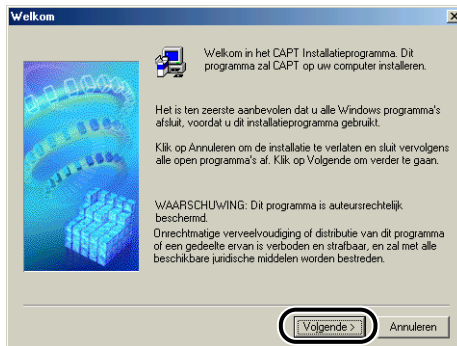 Welkom
Welkom in het CAPT Installatieprogramma. Dit
programma zal CAPT op uw computer installeren.
Het is ten zeerste aanbevolen dat u alle Windows programma's
afsluit, voordat u dit installatieprogramma gebruikt.
Klik op Annuleren om de installatie te verlaten en sluit vervolgens
alle open programma's af. Klik op Volgende om verder te gaan.
WAARSCHUWING: Dit programma is auteursrechtelijk
beschermd.
Onrechtmatige verveelvoudiging of distributie van dit programma
of een gedeelte ervan is verboden en strafbaar, en zal met alle
beschikbare juridische middelen worden bestreden.
Volgende >
Annuleren